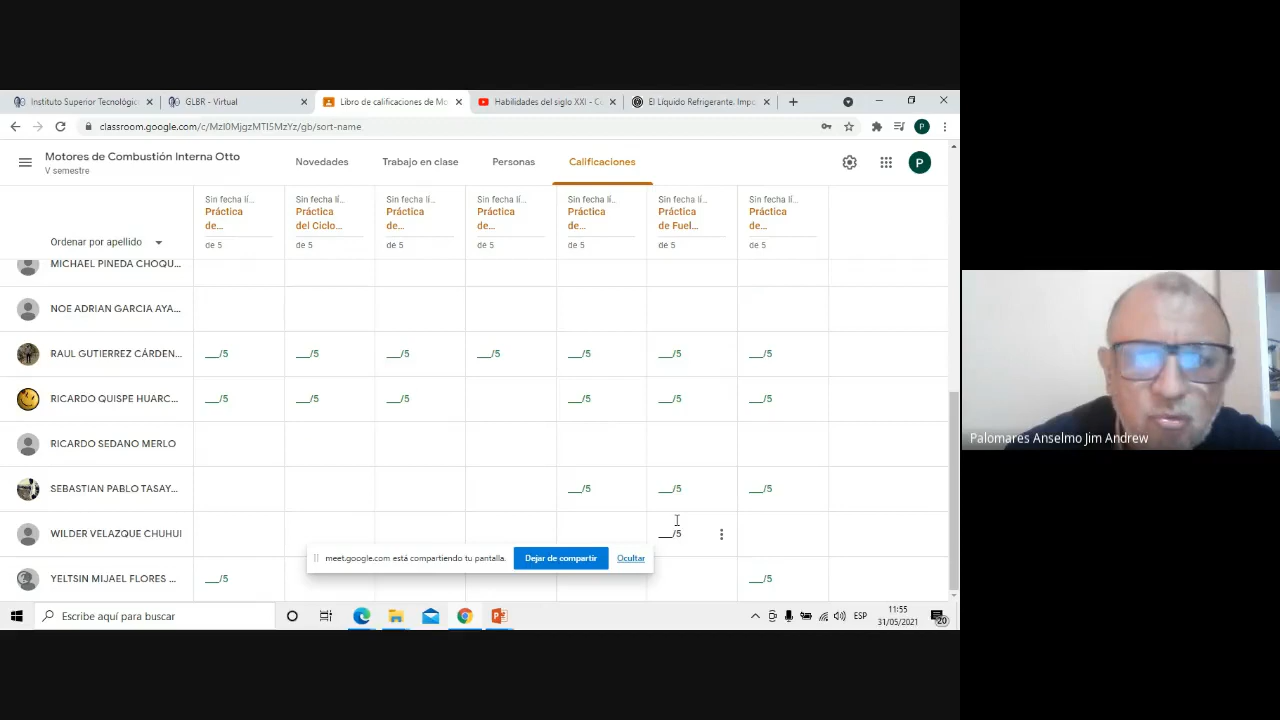 Instituto Superior Tecnológic
GLBR - Virtual
Libro de calificaciones de Mo
Habilidades del siglo XXI - C
El Líquido Refrigerante. Impo
classroom.google.com/c/MzI0MjgzMTI5MzYz/gb/sort-name
P
Motores de Combustión Interna Otto
V semestre
Novedades
Trabajo en clase
Personas
Calificaciones
P
Ordenar por apellido
Sin fecha lí...
Práctica
de...
de 5
Sin fecha lí...
Práctica
del Ciclo...
de 5
Sin fecha lí...
Práctica
de...
de 5
Sin fecha lí...
Práctica
de...
de 5
Sin fecha lí...
Práctica
de...
de 5
Sin fecha lí...
Práctica
de Fuel...
de 5
Sin fecha lí...
Práctica
de...
de 5
MICHAEL PINEDA CHOQU...
NOE ADRIAN GARCIA AYA...
RAUL GUTIERREZ CÁRDEN... __/5 __/5 __/5 __/5 __/5 __/5 __/5
RICARDO QUISPE HUARC... __/5 __/5 __/5 __/5 __/5 __/5
RICARDO SEDANO MERLO
SEBASTIAN PABLO TASAY... __/5 __/5 __/5
WILDER VELAZQUE CHUHUI __/5
meet.google.com está compartiendo tu pantalla. Dejar de compartir Ocultar
YELTSIN MIJAEL FLORES ... __/5 __/5
Escribe aquí para buscar
ESP
11:55
31/05/2021
20
Palomares Anselmo Jim Andrew